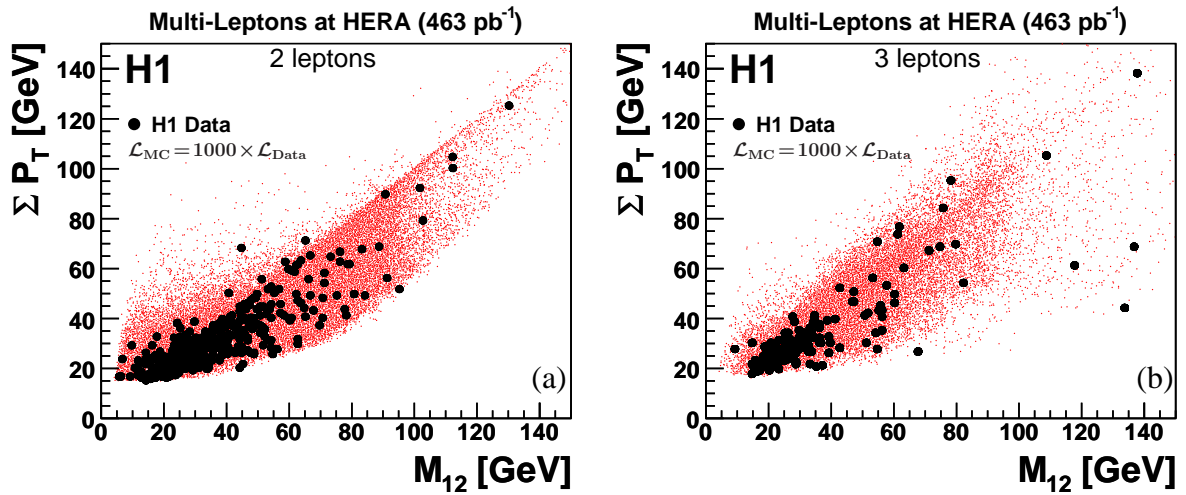 Multi-Leptons at HERA (463 pb⁻¹)
Σ P_T [GeV]
H1
2 leptons
H1 Data
ℒ_MC = 1000 × ℒ_Data
140
120
100
80
60
40
20
0
(a)
0 20 40 60 80 100 120 140
M₁₂ [GeV]
Multi-Leptons at HERA (463 pb⁻¹)
Σ P_T [GeV]
H1
3 leptons
H1 Data
ℒ_MC = 1000 × ℒ_Data
140
120
100
80
60
40
20
0
(b)
0 20 40 60 80 100 120 140
M₁₂ [GeV]